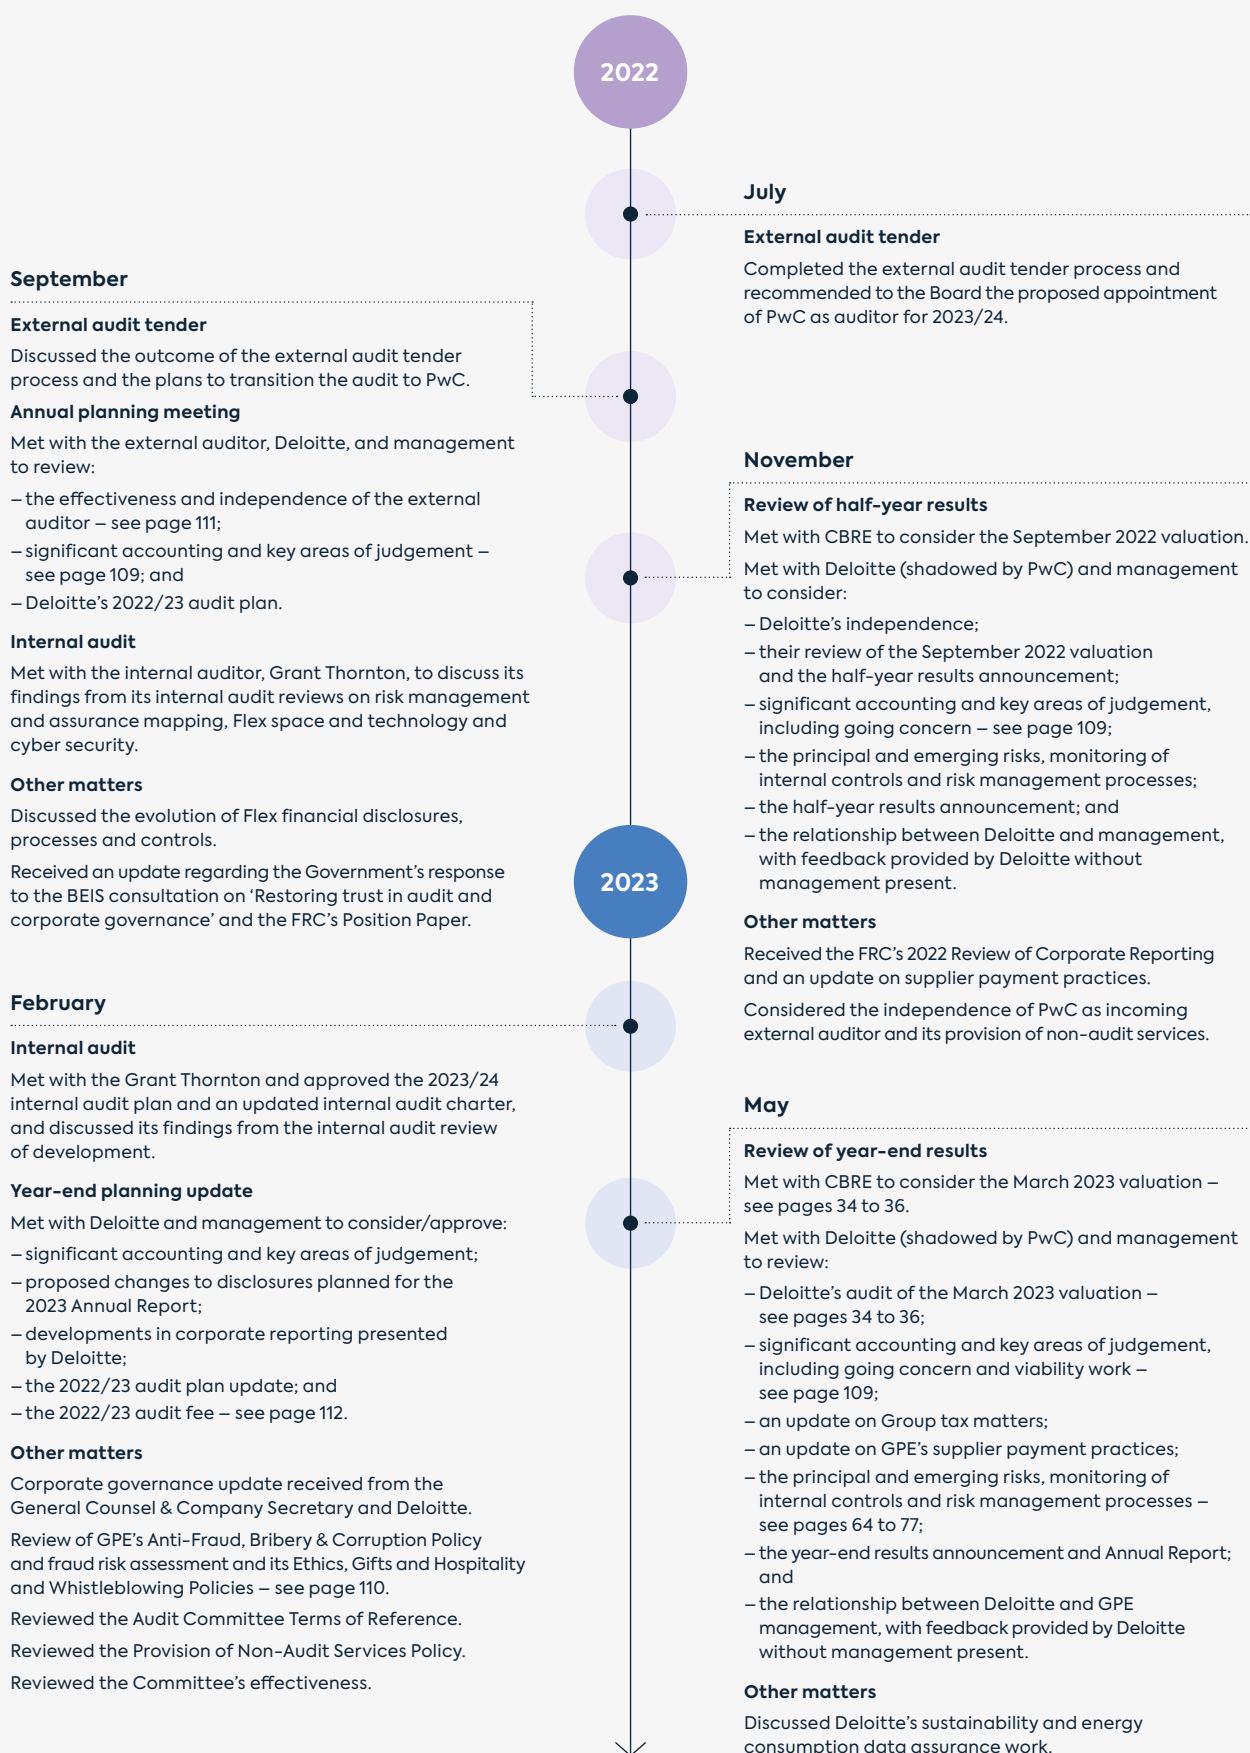 2022
July
External audit tender
Completed the external audit tender process and
recommended to the Board the proposed appointment
of PwC as auditor for 2023/24.
September
External audit tender
Discussed the outcome of the external audit tender
process and the plans to transition the audit to PwC.
Annual planning meeting
Met with the external auditor, Deloitte, and management
to review:
– the effectiveness and independence of the external
auditor – see page 111;
– significant accounting and key areas of judgement –
see page 109; and
– Deloitte’s 2022/23 audit plan.
Internal audit
Met with the internal auditor, Grant Thornton, to discuss its
findings from its internal audit reviews on risk management
and assurance mapping, Flex space and technology and
cyber security.
Other matters
Discussed the evolution of Flex financial disclosures,
processes and controls.
Received an update regarding the Government’s response
to the BEIS consultation on ‘Restoring trust in audit and
corporate governance’ and the FRC’s Position Paper.
November
Review of half-year results
Met with CBRE to consider the September 2022 valuation.
Met with Deloitte (shadowed by PwC) and management
to consider:
– Deloitte’s independence;
– their review of the September 2022 valuation
and the half-year results announcement;
– significant accounting and key areas of judgement,
including going concern – see page 109;
– the principal and emerging risks, monitoring of
internal controls and risk management processes;
– the half-year results announcement; and
– the relationship between Deloitte and management,
with feedback provided by Deloitte without
management present.
Other matters
Received the FRC’s 2022 Review of Corporate Reporting
and an update on supplier payment practices.
Considered the independence of PwC as incoming
external auditor and its provision of non-audit services.
2023
February
Internal audit
Met with the Grant Thornton and approved the 2023/24
internal audit plan and an updated internal audit charter,
and discussed its findings from the internal audit review
of development.
Year-end planning update
Met with Deloitte and management to consider/approve:
– significant accounting and key areas of judgement;
– proposed changes to disclosures planned for the
2023 Annual Report;
– developments in corporate reporting presented
by Deloitte;
– the 2022/23 audit plan update; and
– the 2022/23 audit fee – see page 112.
Other matters
Corporate governance update received from the
General Counsel & Company Secretary and Deloitte.
Review of GPE’s Anti-Fraud, Bribery & Corruption Policy
and fraud risk assessment and its Ethics, Gifts and Hospitality
and Whistleblowing Policies – see page 110.
Reviewed the Audit Committee Terms of Reference.
Reviewed the Provision of Non-Audit Services Policy.
Reviewed the Committee’s effectiveness.
May
Review of year-end results
Met with CBRE to consider the March 2023 valuation –
see pages 34 to 36.
Met with Deloitte (shadowed by PwC) and management
to review:
– Deloitte’s audit of the March 2023 valuation –
see pages 34 to 36;
– significant accounting and key areas of judgement,
including going concern and viability work –
see page 109;
– an update on Group tax matters;
– an update on GPE’s supplier payment practices;
– the principal and emerging risks, monitoring of
internal controls and risk management processes –
see pages 64 to 77;
– the year-end results announcement and Annual Report;
and
– the relationship between Deloitte and GPE
management, with feedback provided by Deloitte
without management present.
Other matters
Discussed Deloitte’s sustainability and energy
consumption data assurance work.